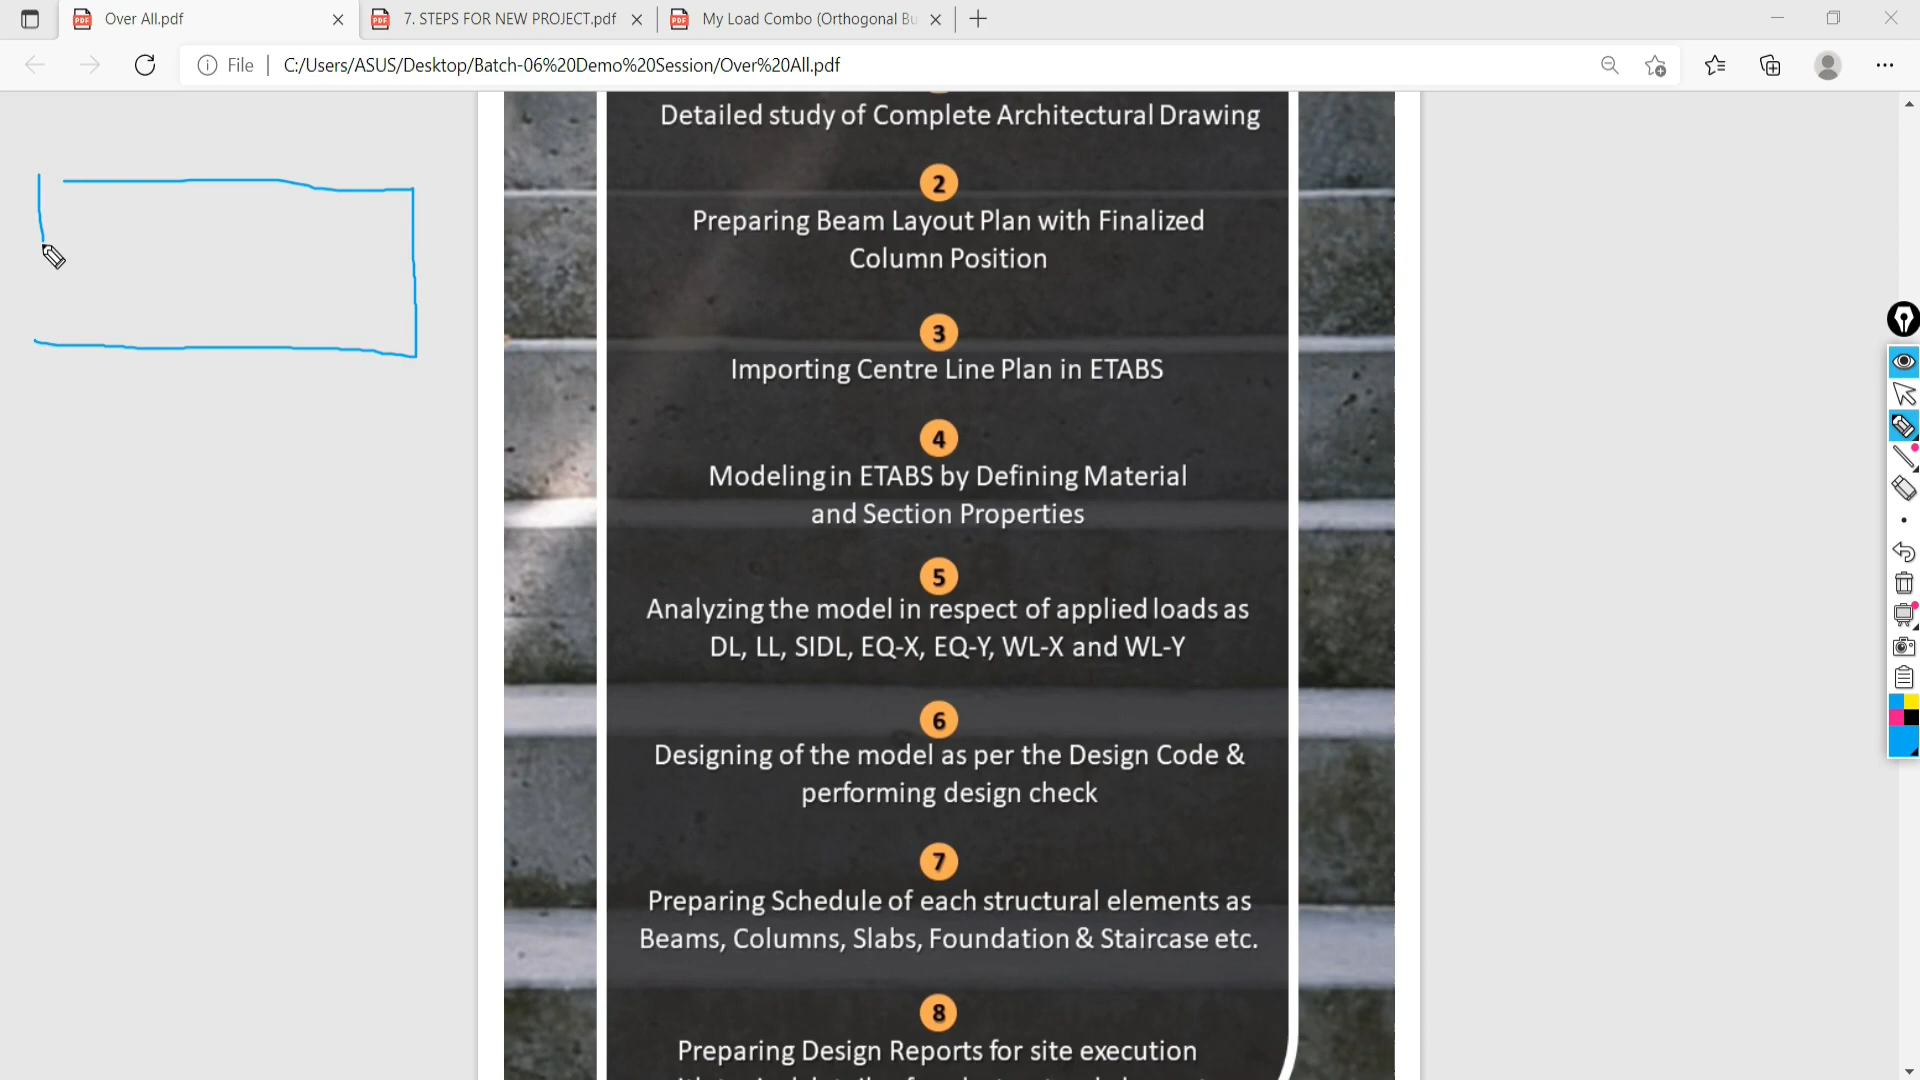 Over All.pdf
7. STEPS FOR NEW PROJECT.pdf
My Load Combo (Orthogonal Bu
File
C:/Users/ASUS/Desktop/Batch-06%20Demo%20Session/Over%20All.pdf
Detailed study of Complete Architectural Drawing
2
Preparing Beam Layout Plan with Finalized
Column Position
3
Importing Centre Line Plan in ETABS
4
Modeling in ETABS by Defining Material
and Section Properties
5
Analyzing the model in respect of applied loads as
DL, LL, SIDL, EQ-X, EQ-Y, WL-X and WL-Y
6
Designing of the model as per the Design Code &
performing design check
7
Preparing Schedule of each structural elements as
Beams, Columns, Slabs, Foundation & Staircase etc.
8
Preparing Design Reports for site execution